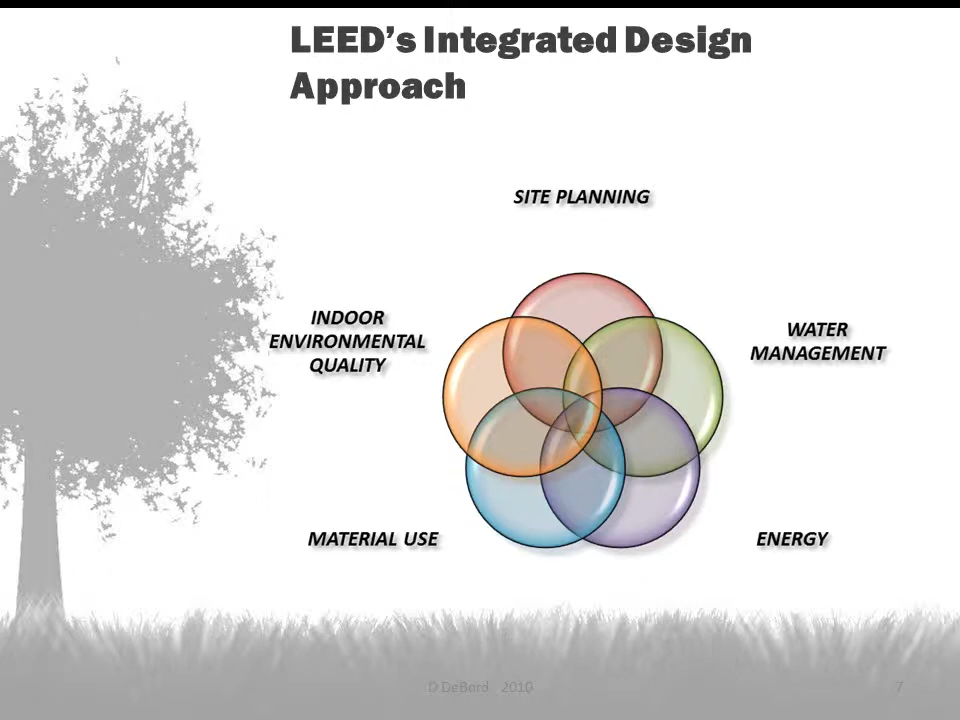 LEED’s Integrated Design
Approach
SITE PLANNING
INDOOR
ENVIRONMENTAL
QUALITY
WATER
MANAGEMENT
MATERIAL USE
ENERGY
D DeBord 2010
7